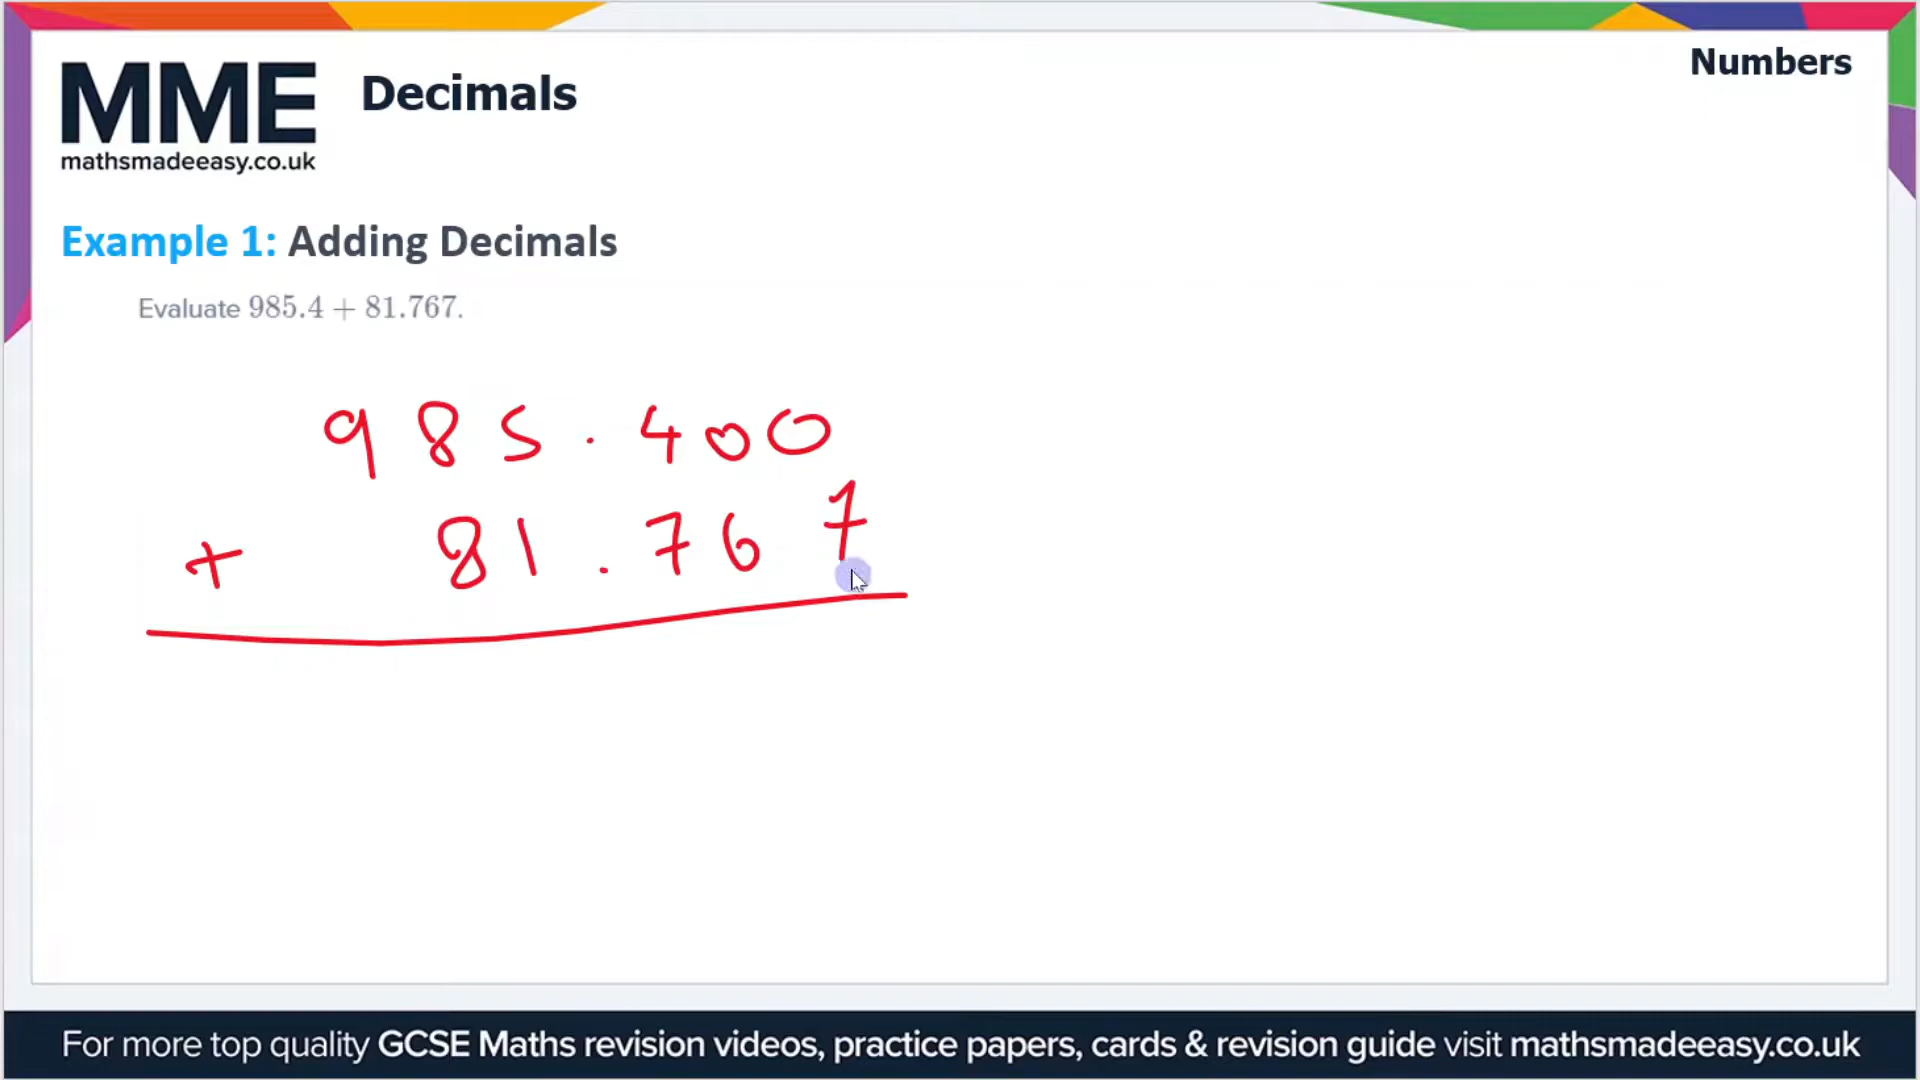 MME
mathsmadeeasy.co.uk
Decimals
Numbers
Example 1: Adding Decimals
Evaluate 985.4 + 81.767.
985.400
+ 81.767
For more top quality GCSE Maths revision videos, practice papers, cards & revision guide visit mathsmadeeasy.co.uk